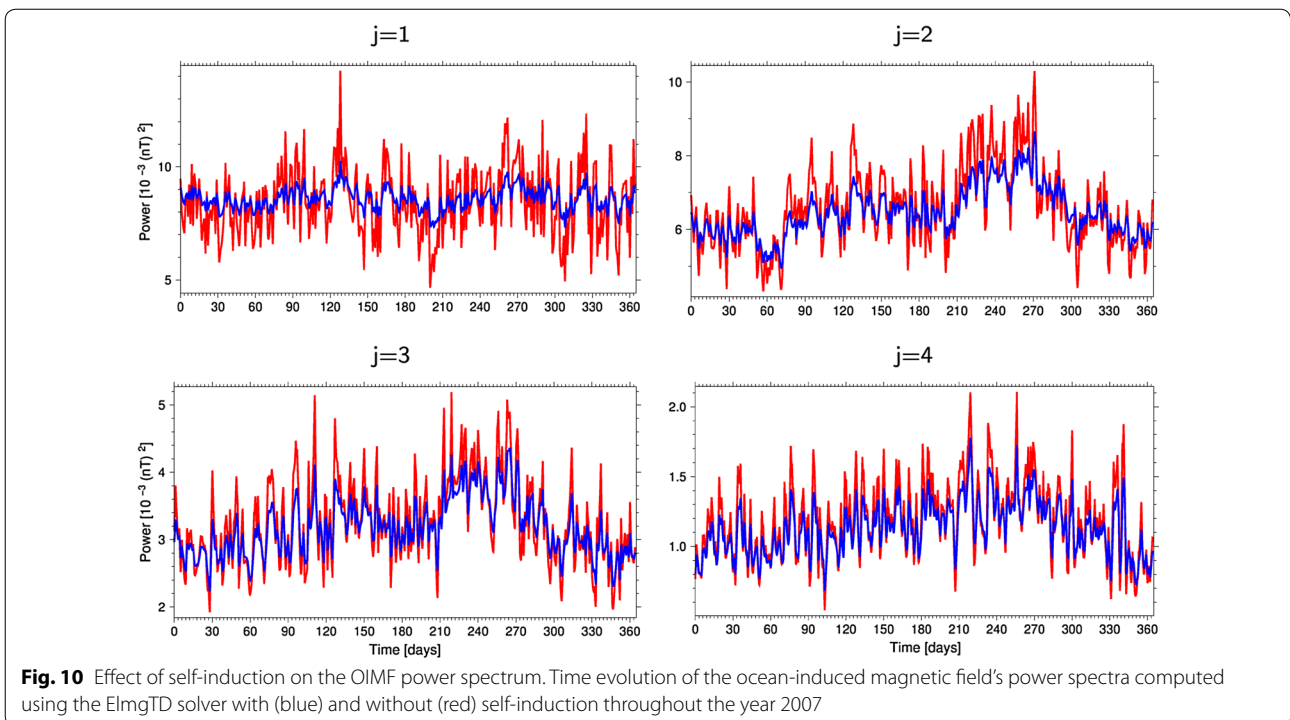 j=1
j=2
Power [10 ⁻³ (nT) ²]
10
5
0 30 60 90 120 150 180 210 240 270 300 330 360
10
8
6
0 30 60 90 120 150 180 210 240 270 300 330 360
j=3
j=4
Power [10 ⁻³ (nT) ²]
5
4
3
2
0 30 60 90 120 150 180 210 240 270 300 330 360
Time [days]
2.0
1.5
1.0
0 30 60 90 120 150 180 210 240 270 300 330 360
Time [days]
Fig. 10 Effect of self-induction on the OIMF power spectrum. Time evolution of the ocean-induced magnetic field's power spectra computed
using the ElmgTD solver with (blue) and without (red) self-induction throughout the year 2007